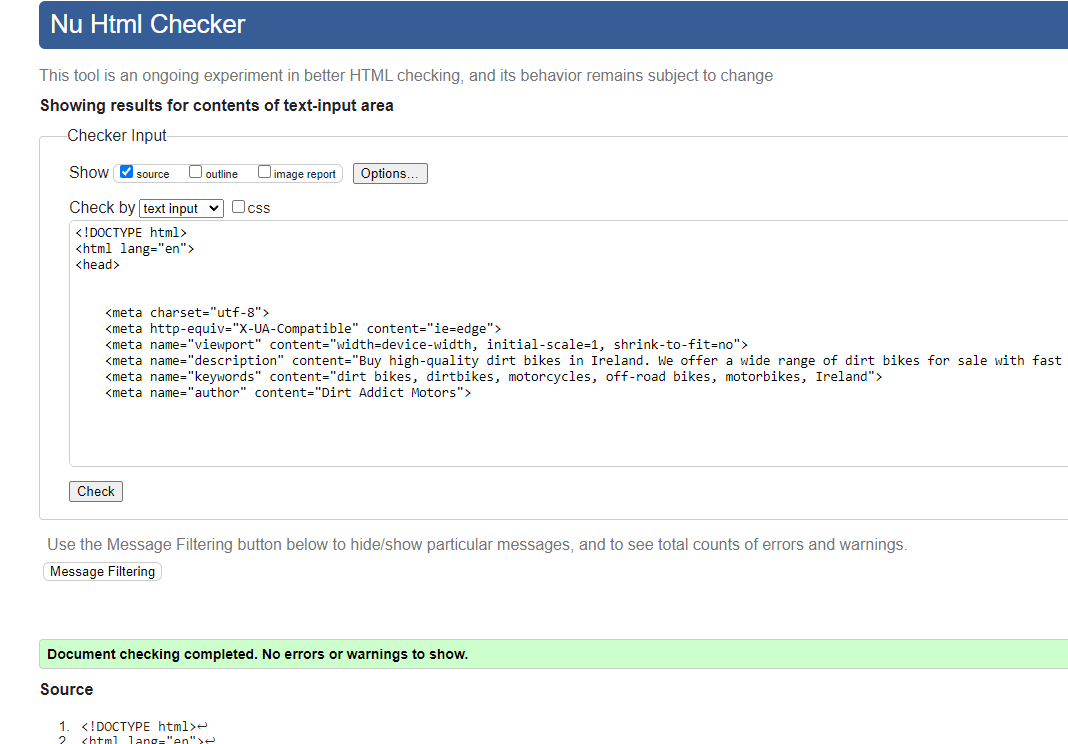 Nu Html Checker
This tool is an ongoing experiment in better HTML checking, and its behavior remains subject to change
Showing results for contents of text-input area
Checker Input
Show source outline image report Options...
Check by text input css
<!DOCTYPE html>
<html lang="en">
<head>
<meta charset="utf-8">
<meta http-equiv="X-UA-Compatible" content="ie=edge">
<meta name="viewport" content="width=device-width, initial-scale=1, shrink-to-fit=no">
<meta name="description" content="Buy high-quality dirt bikes in Ireland. We offer a wide range of dirt bikes for sale with fast
<meta name="keywords" content="dirt bikes, dirtbikes, motorcycles, off-road bikes, motorbikes, Ireland">
<meta name="author" content="Dirt Addict Motors">
Check
Use the Message Filtering button below to hide/show particular messages, and to see total counts of errors and warnings.
Message Filtering
Document checking completed. No errors or warnings to show.
Source
1. <!DOCTYPE html>↩
2. <html lang="en">↩